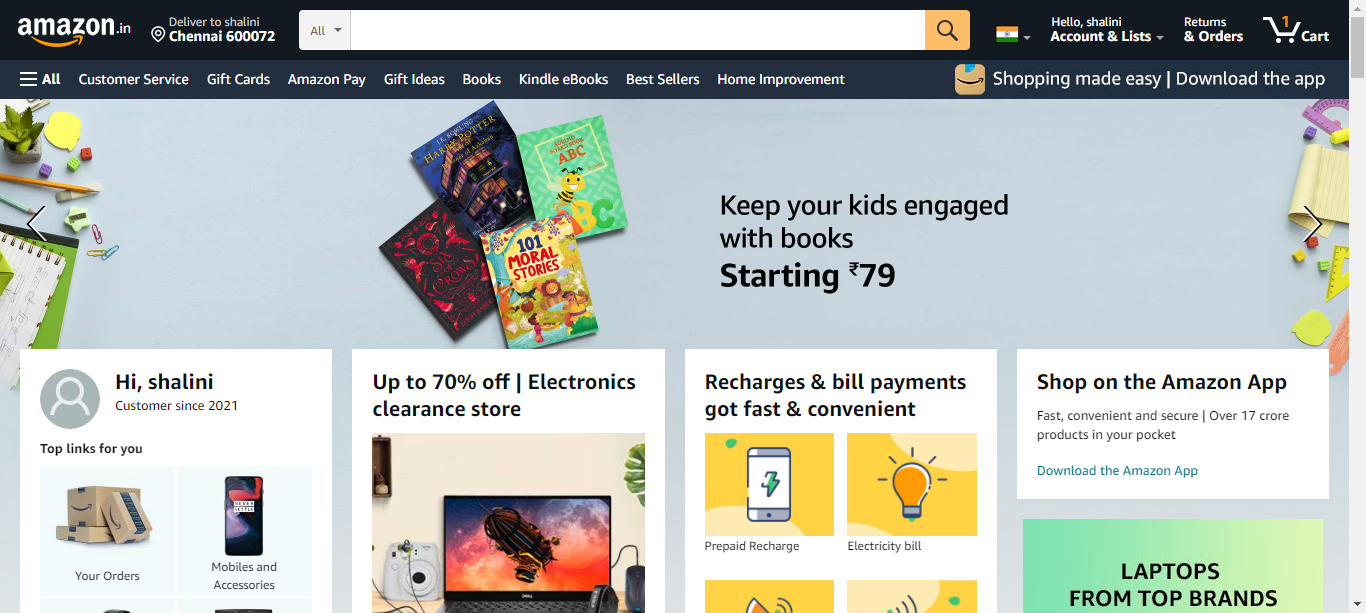 amazon.in
Deliver to shalini
Chennai 600072
All
Hello, shalini
Account & Lists
Returns
& Orders
1
Cart
All
Customer Service
Gift Cards
Amazon Pay
Gift Ideas
Books
Kindle eBooks
Best Sellers
Home Improvement
Shopping made easy | Download the app
J.K. ROWLING
HARRY POTTER
ABC
ABC
SIX OF
CROWS
101
MORAL
STORIES
Keep your kids engaged
with books
Starting ₹79
Hi, shalini
Customer since 2021
Top links for you
Your Orders
NEVER
SETTLE
Mobiles and
Accessories
Up to 70% off | Electronics
clearance store
DELL
Recharges & bill payments
got fast & convenient
Prepaid Recharge
Electricity bill
Shop on the Amazon App
Fast, convenient and secure | Over 17 crore
products in your pocket
Download the Amazon App
LAPTOPS
FROM TOP BRANDS